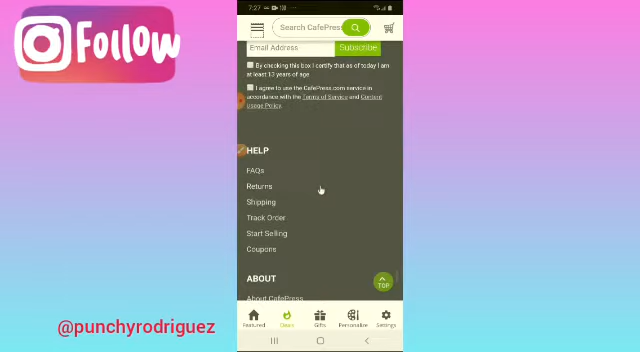 Follow
7:27
Search CafePress
Email Address
Subscribe
By checking this box I certify that as of today I am
at least 13 years of age
I agree to use the CafePress.com service in
accordance with the Terms of Service and Content
Usage Policy
HELP
FAQs
Returns
Shipping
Track Order
Start Selling
Coupons
TOP
ABOUT
About CafePress
Featured
Deals
Gifts
Personalize
Settings
@punchyrodriguez